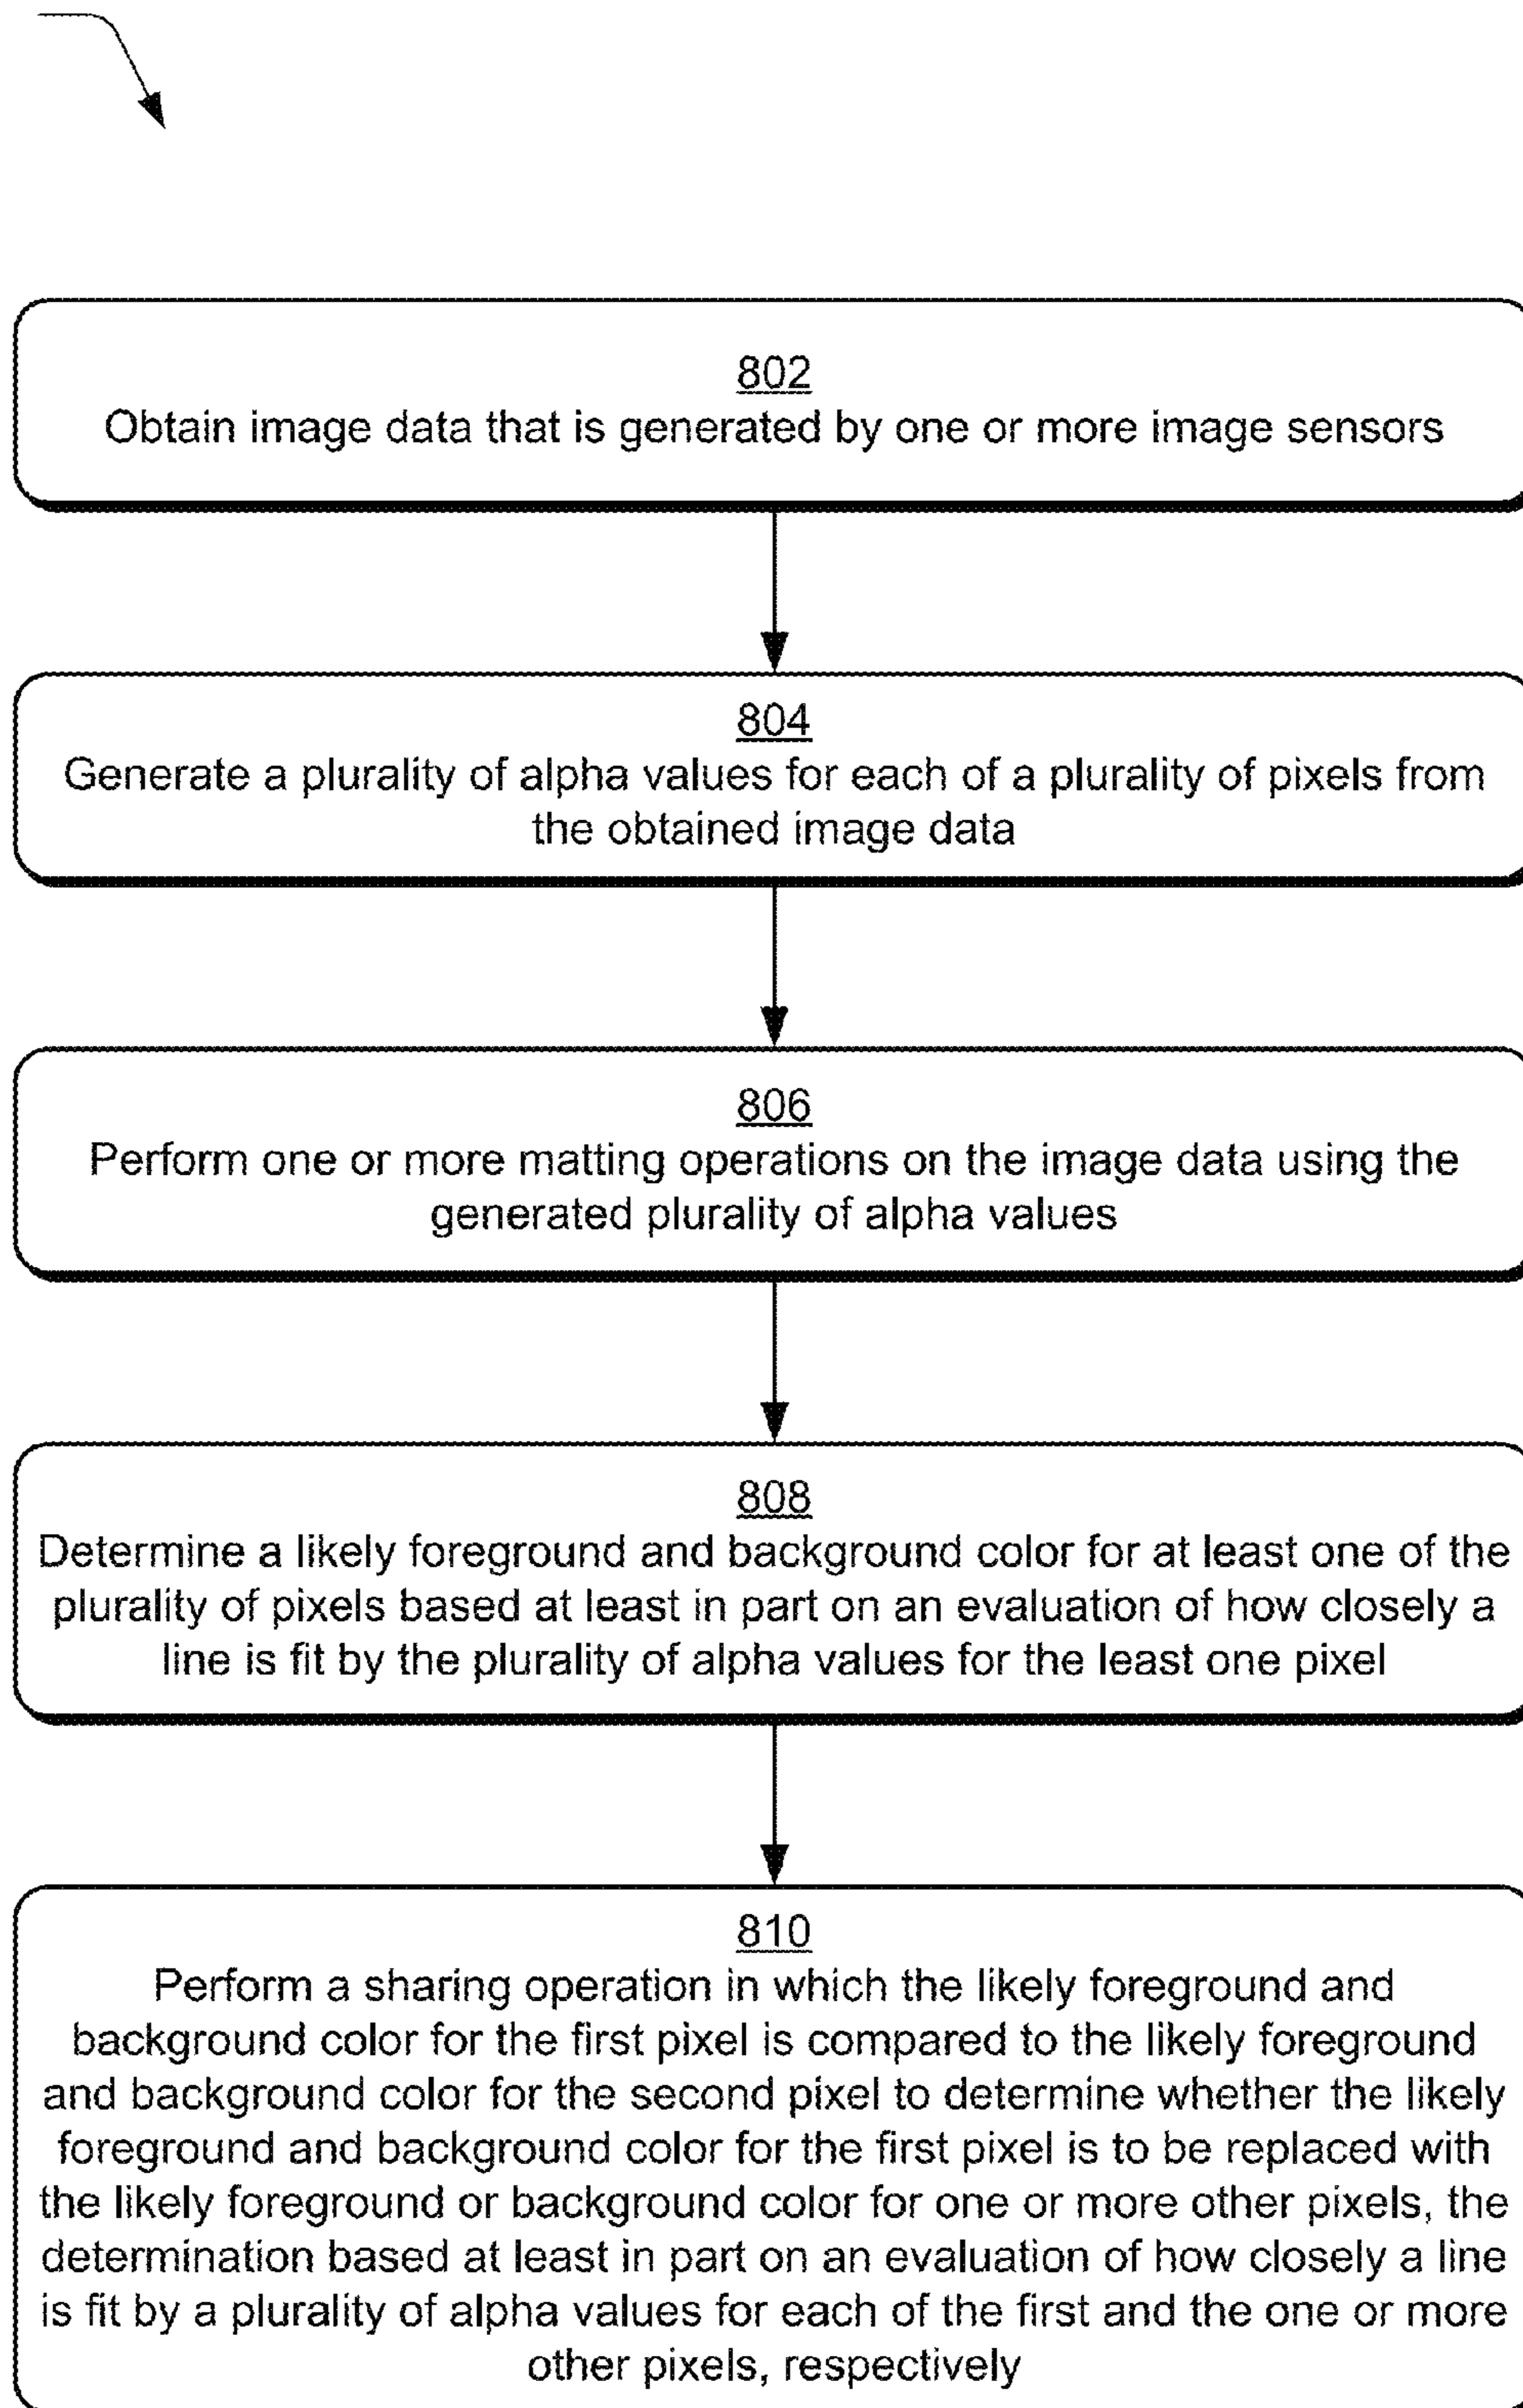 802
Obtain image data that is generated by one or more image sensors
804
Generate a plurality of alpha values for each of a plurality of pixels from
the obtained image data
806
Perform one or more matting operations on the image data using the
generated plurality of alpha values
808
Determine a likely foreground and background color for at least one of the
plurality of pixels based at least in part on an evaluation of how closely a
line is fit by the plurality of alpha values for the least one pixel
810
Perform a sharing operation in which the likely foreground and
background color for the first pixel is compared to the likely foreground
and background color for the second pixel to determine whether the likely
foreground and background color for the first pixel is to be replaced with
the likely foreground or background color for one or more other pixels, the
determination based at least in part on an evaluation of how closely a line
is fit by a plurality of alpha values for each of the first and the one or more
other pixels, respectively